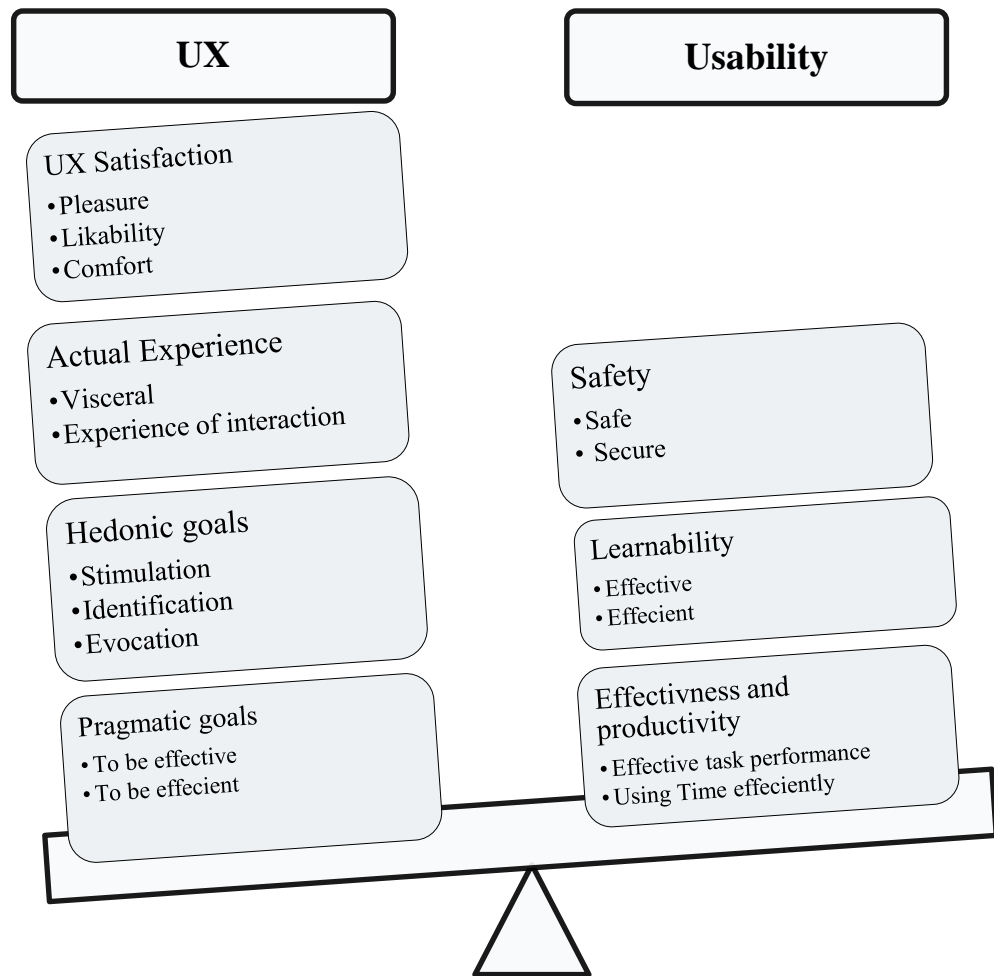 UX
UX Satisfaction
•Pleasure
•Likability
•Comfort
Actual Experience
•Visceral
•Experience of interaction
Hedonic goals
•Stimulation
•Identification
•Evocation
Pragmatic goals
•To be effective
•To be effecient
Usability
Safety
•Safe
• Secure
Learnability
•Effective
•Effecient
Effectivness and
productivity
•Effective task performance
•Using Time effeciently